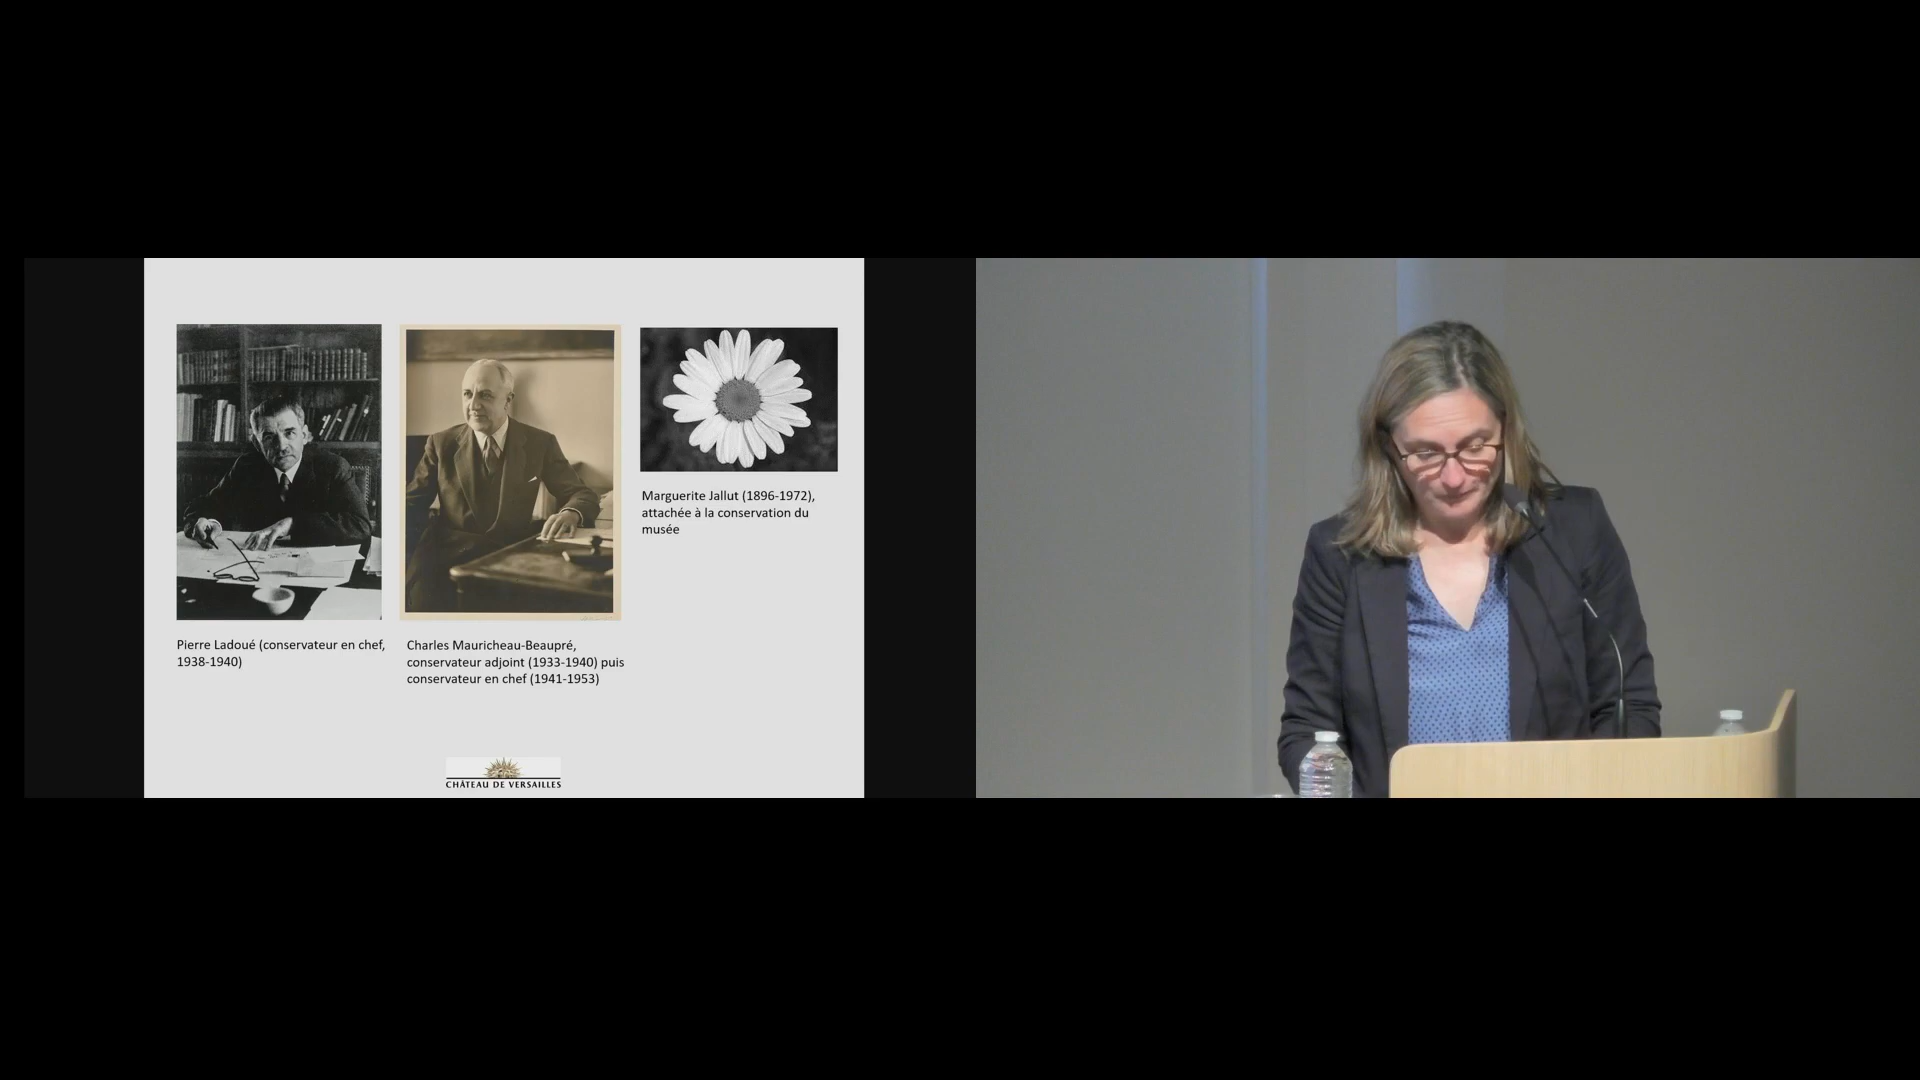 Pierre Ladoué (conservateur en chef,
1938-1940)
Charles Mauricheau-Beaupré,
conservateur adjoint (1933-1940) puis
conservateur en chef (1941-1953)
Marguerite Jallut (1896-1972),
attachée à la conservation du
musée
CHÂTEAU DE VERSAILLES